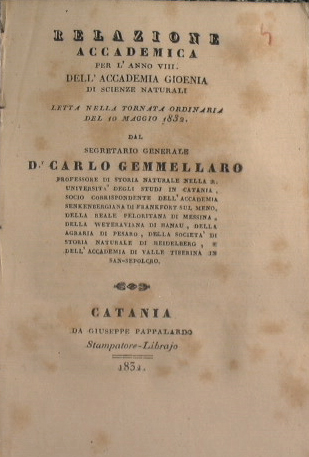 RELAZIONE
ACCADEMICA
PER L'ANNO VIII.
DELL'ACCADEMIA GIOENIA
DI SCIENZE NATURALI
LETTA NELLA TORNATA ORDINARIA
DEL 10 MAGGIO 1832.
DAL
SEGRETARIO GENERALE
D.r CARLO GEMMELLARO
PROFESSORE DI STORIA NATURALE NELLA R.
UNIVERSITA' DEGLI STUDJ IN CATANIA,
SOCIO CORRISPONDENTE DELL'ACCADEMIA
SENKENBERGIANA DI FRANKFORT SUL MENO,
DELLA REALE PELORITANA DI MESSINA,
DELLA WETERAVIANA DI HANAU, DELLA
AGRARIA DI PESARO, DELLA SOCIETA' DI
STORIA NATURALE DI HEIDELBERG, E
DELL'ACCADEMIA DI VALLE TIBERINA IN
SAN-SEPOLCRO.
CATANIA
DA GIUSEPPE PAPPALARDO
Stampatore-Librajo
1832.